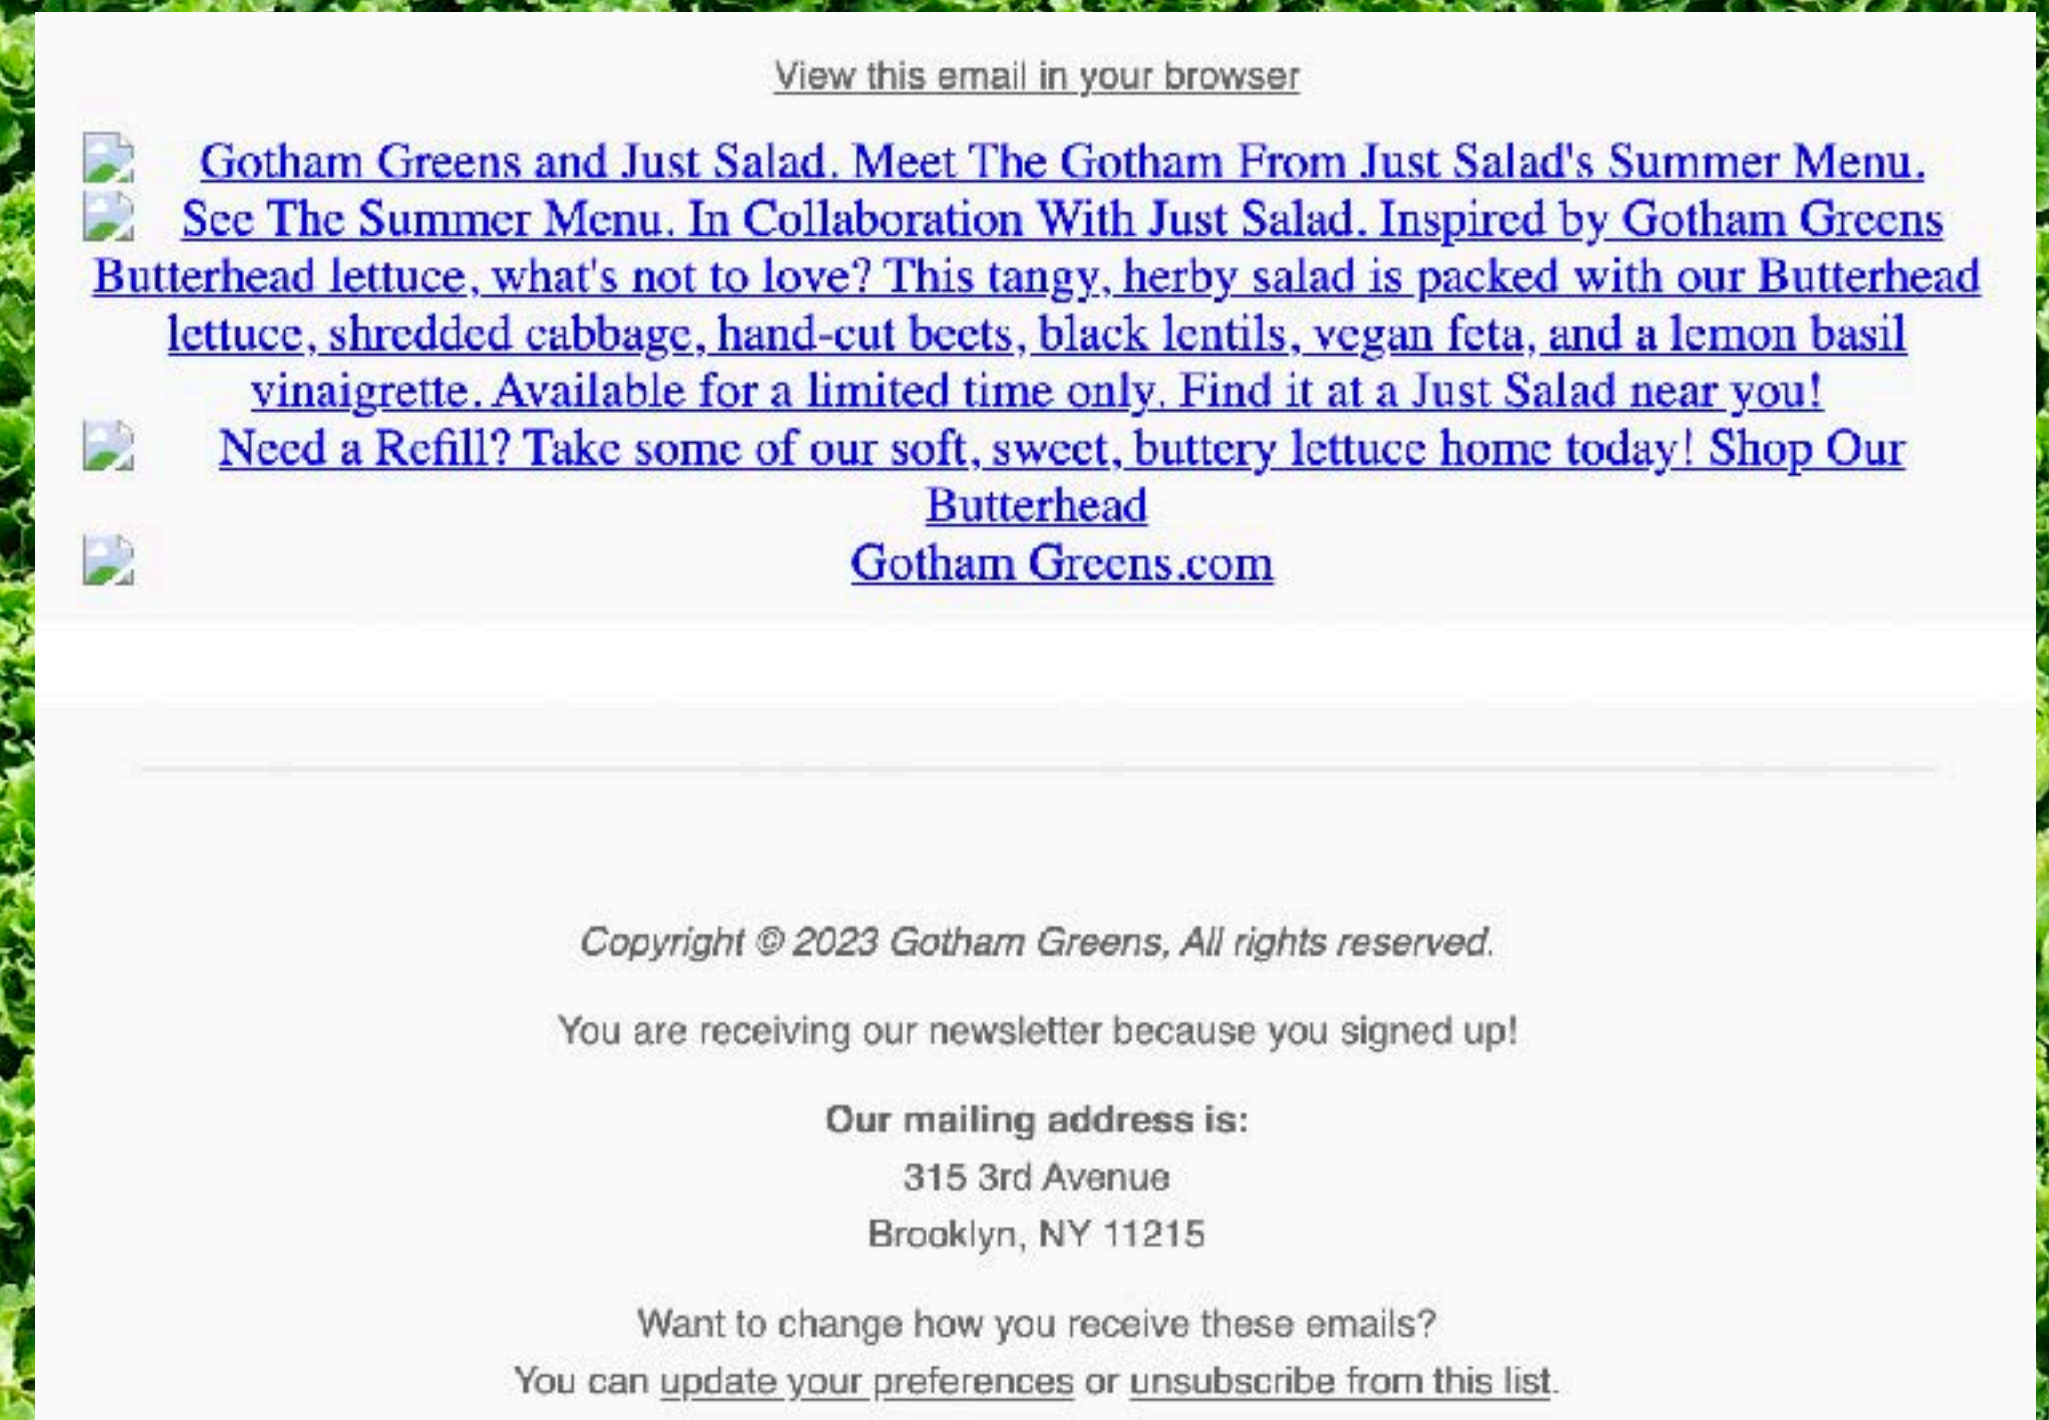 View this email in your browser
Gotham Greens and Just Salad. Meet The Gotham From Just Salad's Summer Menu.
See The Summer Menu. In Collaboration With Just Salad. Inspired by Gotham Greens
Butterhead lettuce, what's not to love? This tangy, herby salad is packed with our Butterhead
lettuce, shredded cabbage, hand-cut beets, black lentils, vegan feta, and a lemon basil
vinaigrette. Available for a limited time only. Find it at a Just Salad near you!
Need a Refill? Take some of our soft, sweet, buttery lettuce home today! Shop Our
Butterhead
Gotham Greens.com
Copyright © 2023 Gotham Greens, All rights reserved.
You are receiving our newsletter because you signed up!
Our mailing address is:
315 3rd Avenue
Brooklyn, NY 11215
Want to change how you receive these emails?
You can update your preferences or unsubscribe from this list.